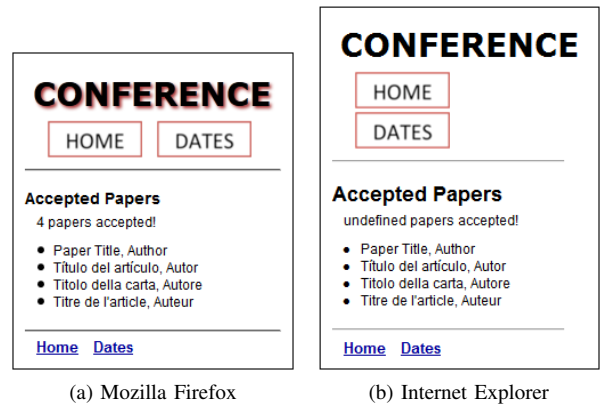 CONFERENCE
HOME DATES
Accepted Papers
4 papers accepted!
Paper Title, Author
Título del artículo, Autor
Titolo della carta, Autore
Titre de l'article, Auteur
Home Dates
(a) Mozilla Firefox
CONFERENCE
HOME
DATES
Accepted Papers
undefined papers accepted!
Paper Title, Author
Título del artículo, Autor
Titolo della carta, Autore
Titre de l'article, Auteur
Home Dates
(b) Internet Explorer